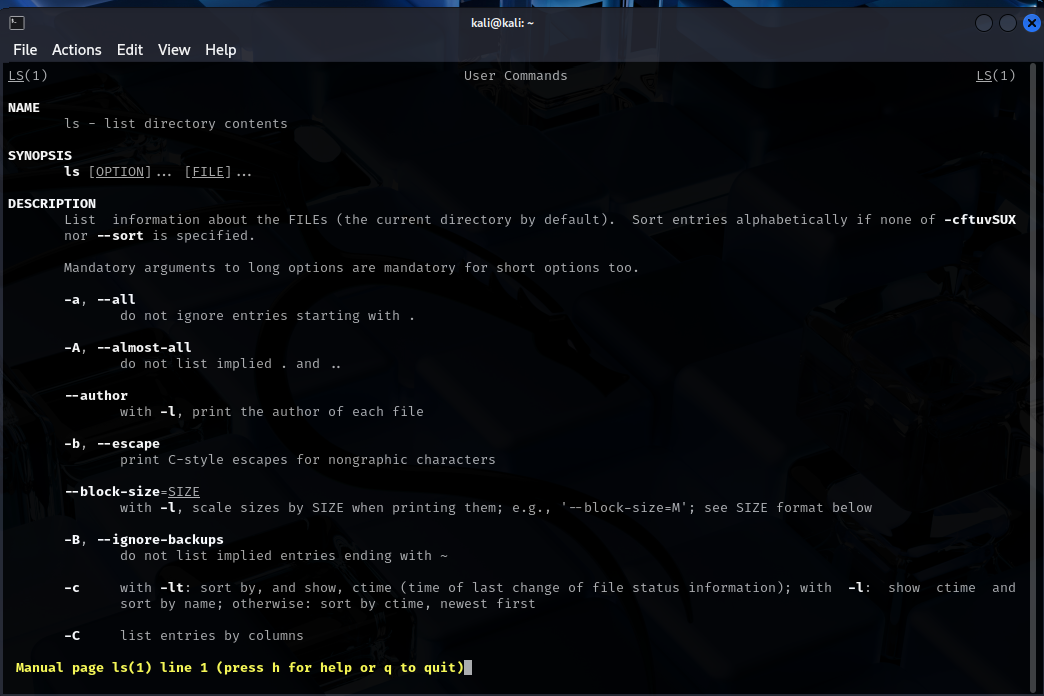 kali@kali: ~
File Actions Edit View Help
LS(1) User Commands LS(1)
NAME
ls - list directory contents
SYNOPSIS
ls [OPTION]... [FILE]...
DESCRIPTION
List information about the FILEs (the current directory by default). Sort entries alphabetically if none of -cftuvSUX
nor --sort is specified.
Mandatory arguments to long options are mandatory for short options too.
-a, --all
do not ignore entries starting with .
-A, --almost-all
do not list implied . and ..
--author
with -l, print the author of each file
-b, --escape
print C-style escapes for nongraphic characters
--block-size=SIZE
with -l, scale sizes by SIZE when printing them; e.g., '--block-size=M'; see SIZE format below
-B, --ignore-backups
do not list implied entries ending with ~
-c with -lt: sort by, and show, ctime (time of last change of file status information); with -l: show ctime and
sort by name; otherwise: sort by ctime, newest first
-C list entries by columns
Manual page ls(1) line 1 (press h for help or q to quit)